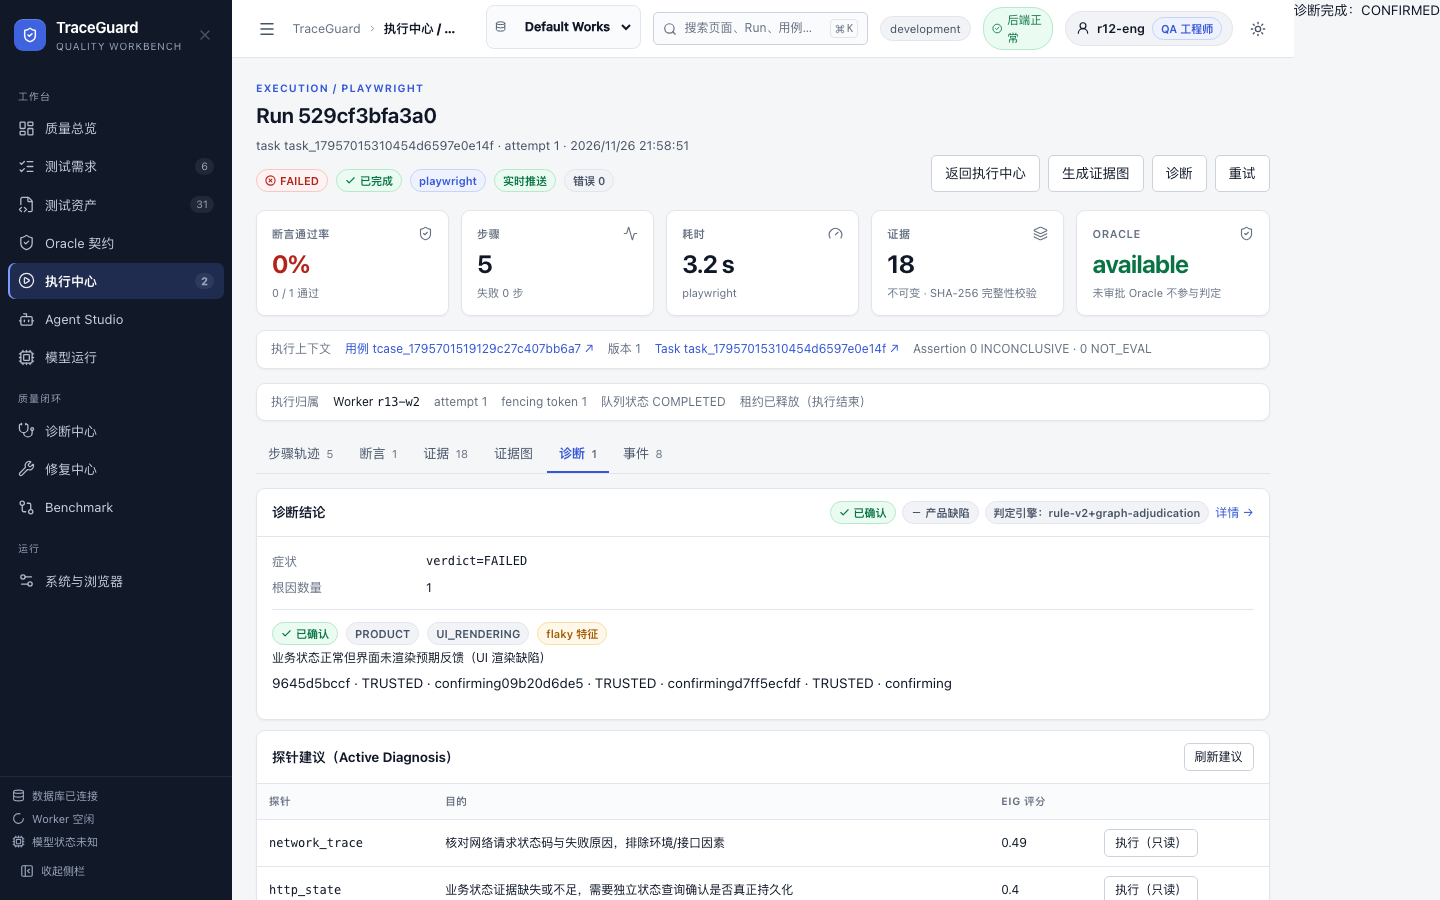 TraceGuard
QUALITY WORKBENCH
工作台
质量总览
测试需求 6
测试资产 31
Oracle 契约
执行中心 2
Agent Studio
模型运行
质量闭环
诊断中心
修复中心
Benchmark
运行
系统与浏览器
数据库已连接
Worker 空闲
模型状态未知
收起侧栏
TraceGuard › 执行中心 / ...
Default Works
搜索页面、Run、用例... ⌘ K
development
后端正常
r12-eng QA 工程师
诊断完成：CONFIRMED
EXECUTION / PLAYWRIGHT
Run 529cf3bfa3a0
task task_17957015310454d6597e0e14f · attempt 1 · 2026/11/26 21:58:51
FAILED 已完成 playwright 实时推送 错误 0
返回执行中心 生成证据图 诊断 重试
断言通过率
0%
0 / 1 通过
步骤
5
失败 0 步
耗时
3.2 s
playwright
证据
18
不可变 · SHA-256 完整性校验
ORACLE
available
未审批 Oracle 不参与判定
执行上下文 用例 tcase_1795701519129c27c407bb6a7 ↗ 版本 1 Task task_17957015310454d6597e0e14f ↗ Assertion 0 INCONCLUSIVE · 0 NOT_EVAL
执行归属 Worker r13-w2 attempt 1 fencing token 1 队列状态 COMPLETED 租约已释放（执行结束）
步骤轨迹 5 断言 1 证据 18 证据图 诊断 1 事件 8
诊断结论 已确认 产品缺陷 判定引擎：rule-v2+graph-adjudication 详情 →
症状 verdict=FAILED
根因数量 1
已确认 PRODUCT UI_RENDERING flaky 特征
业务状态正常但界面未渲染预期反馈（UI 渲染缺陷）
9645d5bccf · TRUSTED · confirming09b20d6de5 · TRUSTED · confirmingd7ff5ecfdf · TRUSTED · confirming
探针建议（Active Diagnosis） 刷新建议
探针 目的 EIG 评分
network_trace 核对网络请求状态码与失败原因，排除环境/接口因素 0.49 执行（只读）
http_state 业务状态证据缺失或不足，需要独立状态查询确认是否真正持久化 0.4 执行（只读）